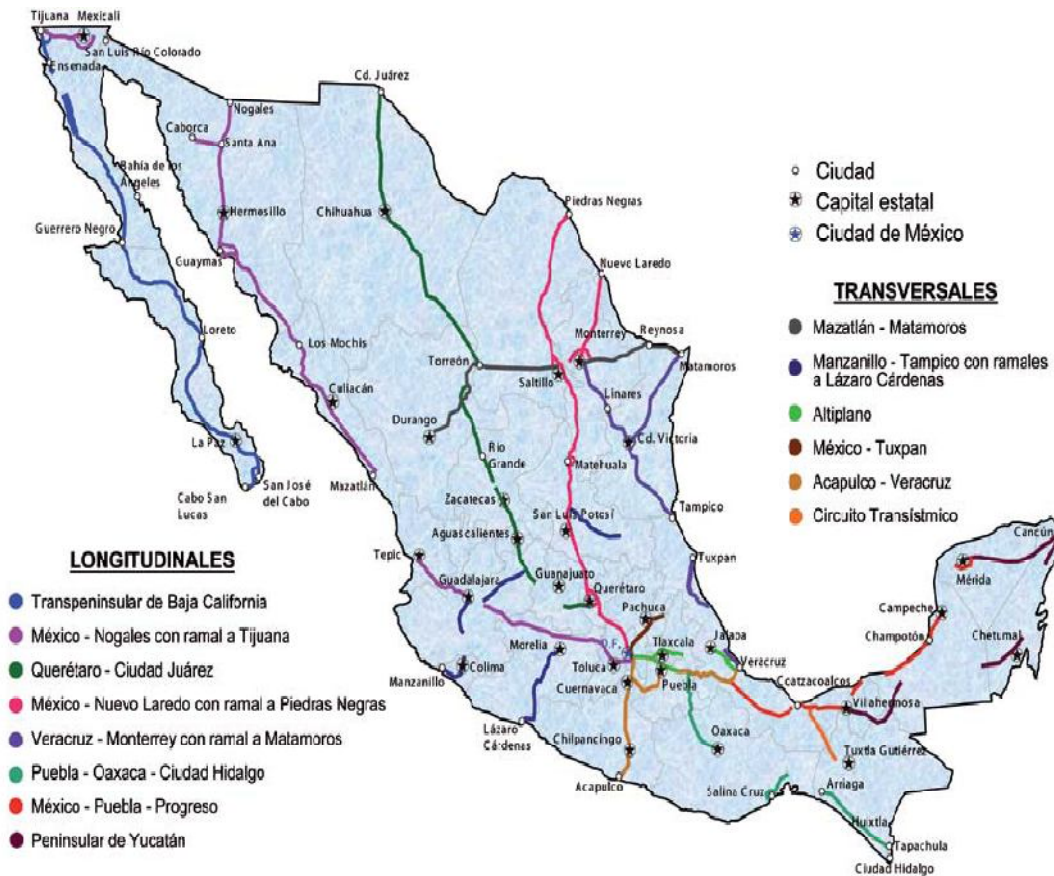 Tijuana
Mexicali
San Luis Río Colorado
Ensenada
Cd. Juárez
Nogales
Caborca
Santa Ana
Bahía de los
Ángeles
Hermosillo
Chihuahua
Piedras Negras
Guerrero Negro
Guaymas
Nuevo Laredo
Loreto
Los Mochis
Monterrey
Reynosa
Torreón
Saltillo
Matamoros
Culiacán
Linares
Durango
La Paz
Cd. Victoria
Río
Grande
Matehuala
Cabo San
Lucas
San José
del Cabo
Mazatlán
Zacatecas
San Luis Potosí
Tampico
Aguascalientes
Tepic
Tuxpan
Guadalajara
Guanajuato
Querétaro
Pachuca
Cancún
Mérida
Campeche
Morelia
D.F.
Tlaxcala
Jalapa
Champotón
Chetumal
Manzanillo
Colima
Toluca
Veracruz
Ccatzacoalcos
Cuernavaca
Puebla
Vilahermosa
Lázaro
Cárdenas
Chilpancingo
Oaxaca
Tuxtla Gutiérrez
Acapulco
Salina Cruz
Arriaga
Huixtla
Tapachula
Ciudad Hidalgo
Ciudad
Capital estatal
Ciudad de México
TRANSVERSALES
Mazatlán - Matamoros
Manzanillo - Tampico con ramales
a Lázaro Cárdenas
Altiplano
México - Tuxpan
Acapulco - Veracruz
Circuito Transístmico
LONGITUDINALES
Transpeninsular de Baja California
México - Nogales con ramal a Tijuana
Querétaro - Ciudad Juárez
México - Nuevo Laredo con ramal a Piedras Negras
Veracruz - Monterrey con ramal a Matamoros
Puebla - Oaxaca - Ciudad Hidalgo
México - Puebla - Progreso
Peninsular de Yucatán